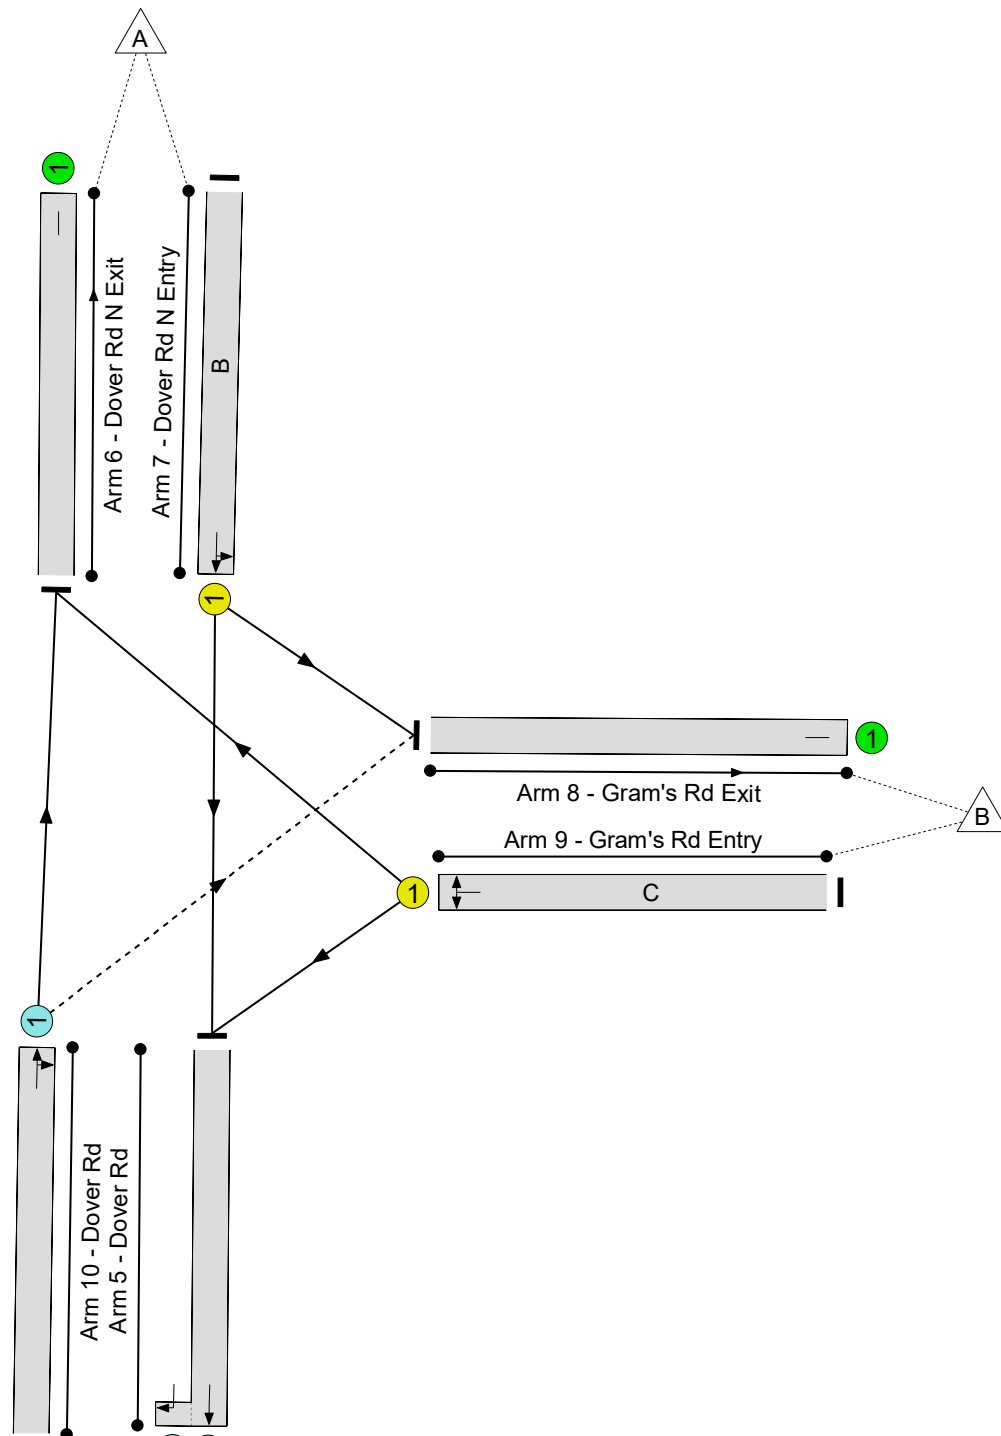 A
1
Arm 6 - Dover Rd N Exit
Arm 7 - Dover Rd N Entry
B
1
1
Arm 8 - Gram's Rd Exit
B
Arm 9 - Gram's Rd Entry
1
C
1
Arm 10 - Dover Rd
Arm 5 - Dover Rd